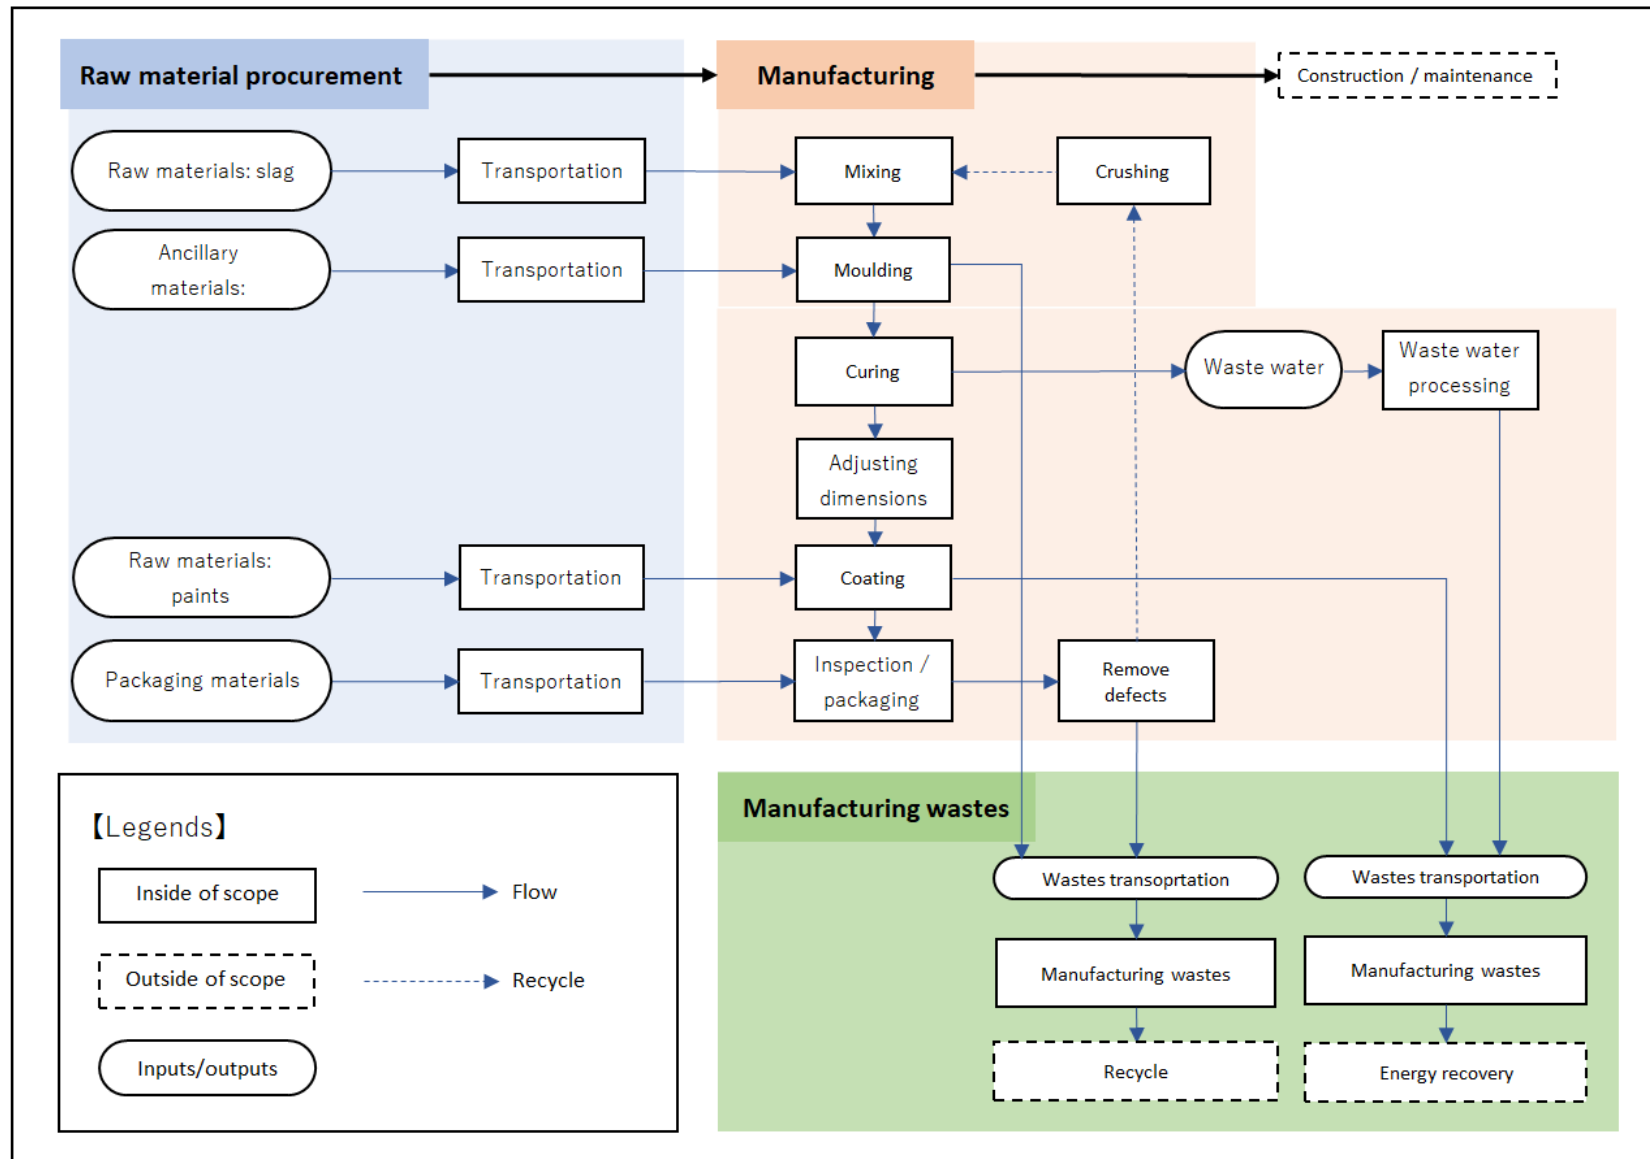 Raw material procurement
Manufacturing
Construction / maintenance
Raw materials: slag
Transportation
Mixing
Crushing
Ancillary
materials:
Transportation
Moulding
Curing
Waste water
Waste water
processing
Adjusting
dimensions
Raw materials:
paints
Transportation
Coating
Packaging materials
Transportation
Inspection /
packaging
Remove
defects
【Legends】
Inside of scope
Flow
Outside of scope
Recycle
Inputs/outputs
Manufacturing wastes
Wastes transoprtation
Wastes transportation
Manufacturing wastes
Manufacturing wastes
Recycle
Energy recovery